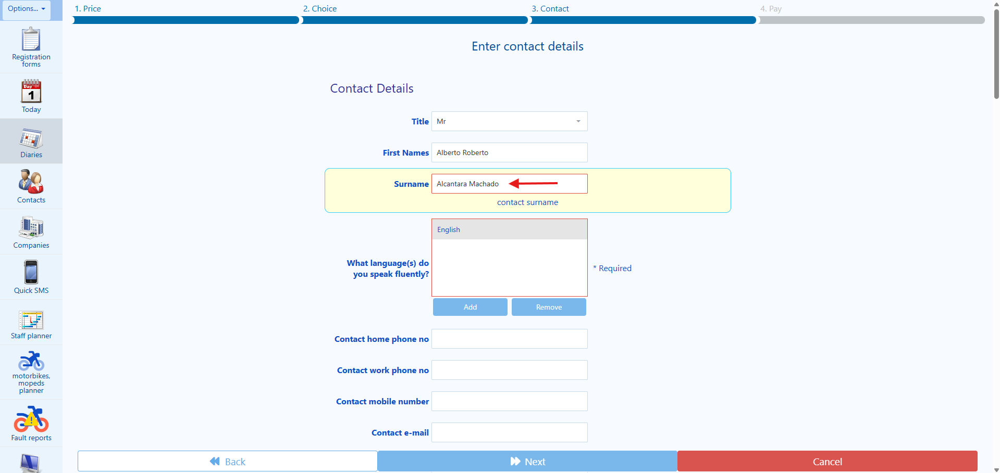 Options...
1. Price
2. Choice
3. Contact
4. Pay
Registration
forms
Day
1
Today
Diaries
Contacts
Companies
Quick SMS
Staff planner
motorbikes,
mopeds
planner
Fault reports
Enter contact details
Contact Details
Title
Mr
First Names
Alberto Roberto
Surname
Alcantara Machado
contact surname
English
What language(s) do
you speak fluently?
* Required
Add
Remove
Contact home phone no
Contact work phone no
Contact mobile number
Contact e-mail
Back
Next
Cancel